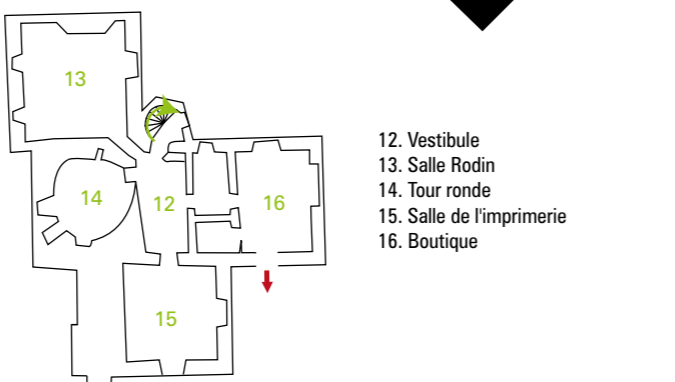 13
14
12
16
15
12. Vestibule
13. Salle Rodin
14. Tour ronde
15. Salle de l'imprimerie
16. Boutique